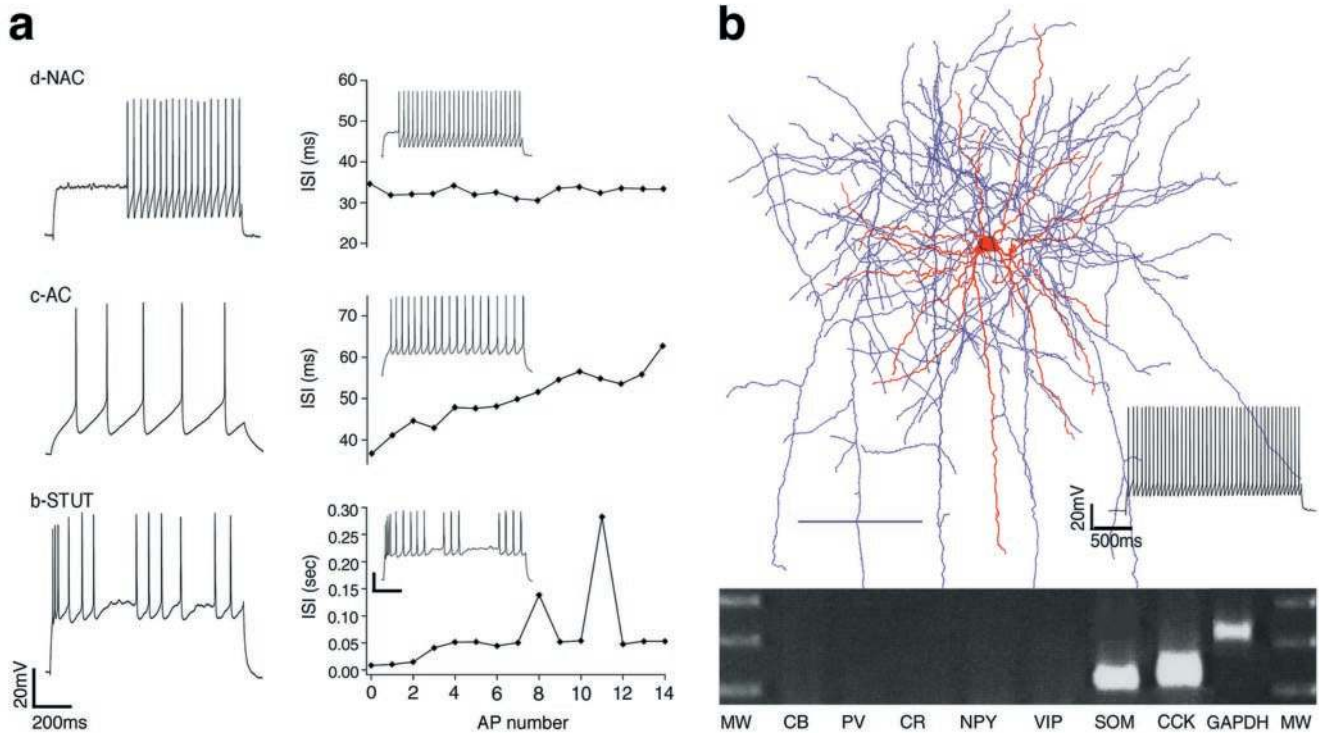 a
d-NAC
60
50
40
30
20
ISI (ms)
c-AC
70
60
50
40
ISI (ms)
b-STUT
0.30
0.25
0.20
0.15
0.10
0.05
0.00
ISI (sec)
0 2 4 6 8 10 12 14
AP number
20mV
200ms
b
20mV
500ms
MW CB PV CR NPY VIP SOM CCK GAPDH MW